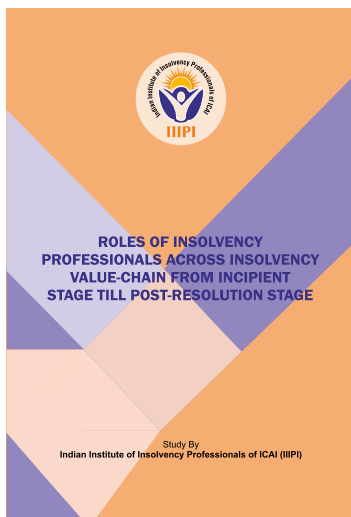 Indian Institute of Insolvency Professionals of ICAI
IIIPI
ROLES OF INSOLVENCY
PROFESSIONALS ACROSS INSOLVENCY
VALUE-CHAIN FROM INCIPIENT
STAGE TILL POST-RESOLUTION STAGE
Study By
Indian Institute of Insolvency Professionals of ICAI (IIIPI)